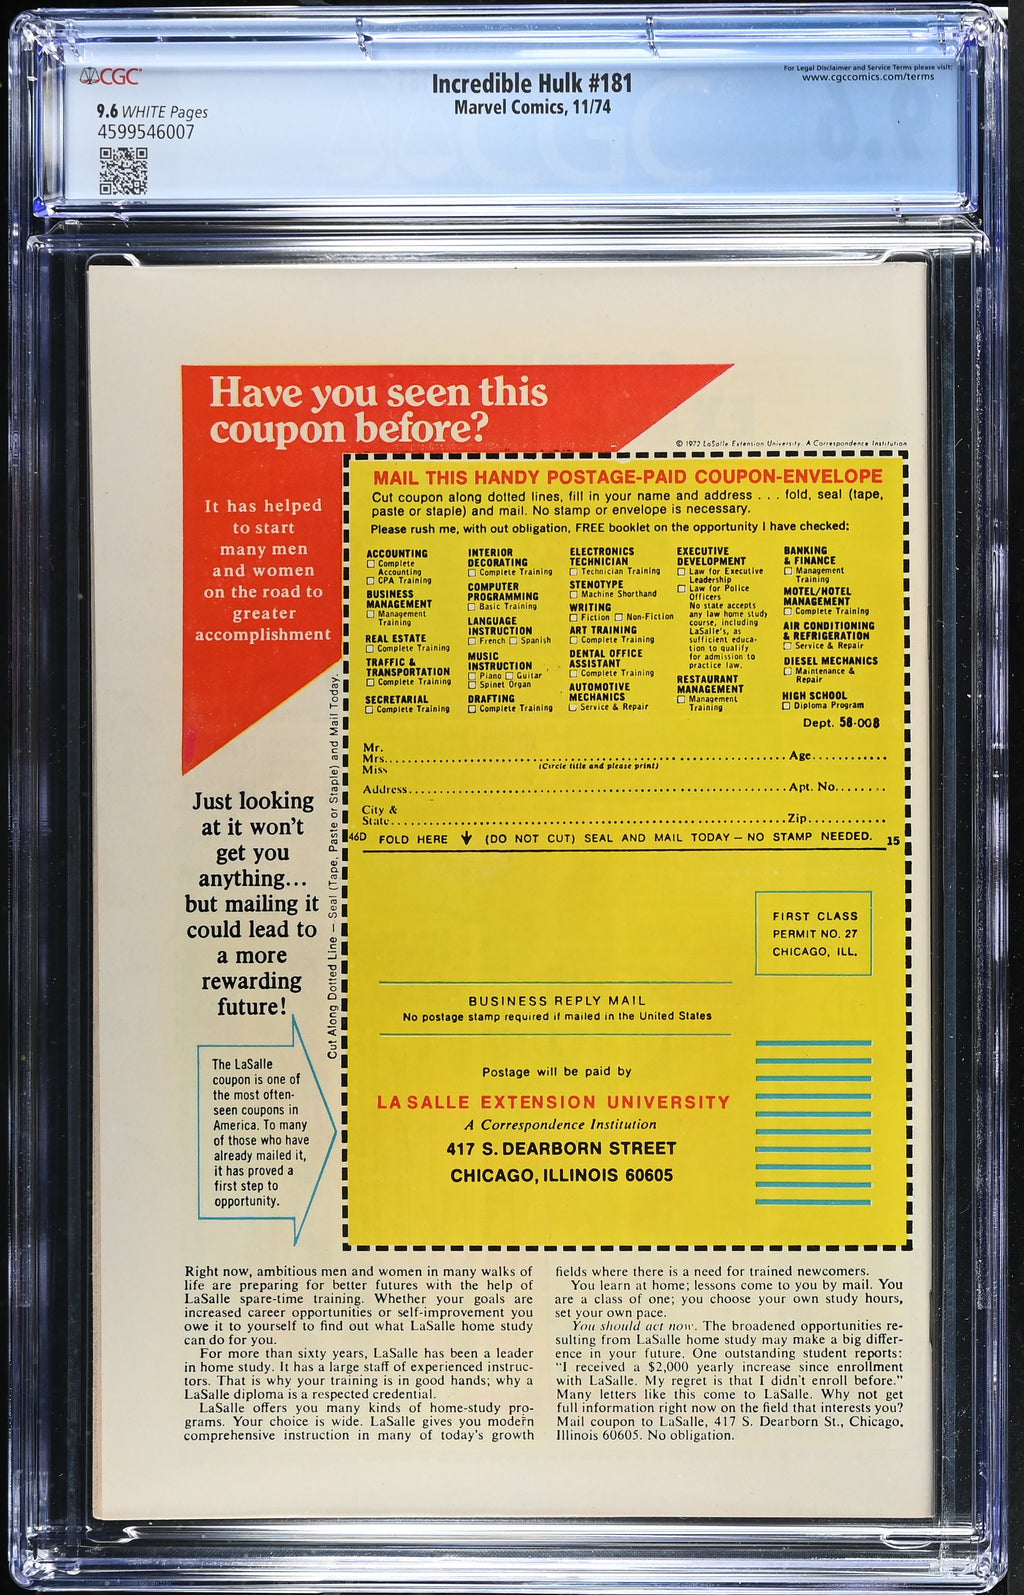 CGC
9.6 WHITE Pages
4599546007
Incredible Hulk #181
Marvel Comics, 11/74
For Legal Disclaimer and Service Terms please visit:
www.cgccomics.com/terms
Have you seen this
coupon before?
It has helped
to start
many men
and women
on the road to
greater
accomplishment
© 1972 LaSalle Extension University. A Correspondence Institution
MAIL THIS HANDY POSTAGE-PAID COUPON-ENVELOPE
Cut coupon along dotted lines, fill in your name and address . . . fold, seal (tape,
paste or staple) and mail. No stamp or envelope is necessary.
Please rush me, with out obligation, FREE booklet on the opportunity I have checked:
ACCOUNTING
☐ Complete
Accounting
☐ CPA Training
BUSINESS
MANAGEMENT
☐ Management
Training
REAL ESTATE
☐ Complete Training
TRAFFIC &
TRANSPORTATION
☐ Complete Training
SECRETARIAL
☐ Complete Training
INTERIOR
DECORATING
☐ Complete Training
COMPUTER
PROGRAMMING
☐ Basic Training
LANGUAGE
INSTRUCTION
☐ French ☐ Spanish
MUSIC
INSTRUCTION
☐ Piano ☐ Guitar
☐ Spinet Organ
DRAFTING
☐ Complete Training
ELECTRONICS
TECHNICIAN
☐ Technician Training
STENOTYPE
☐ Machine Shorthand
WRITING
☐ Fiction ☐ Non-Fiction
ART TRAINING
☐ Complete Training
DENTAL OFFICE
ASSISTANT
☐ Complete Training
AUTOMOTIVE
MECHANICS
☐ Service & Repair
EXECUTIVE
DEVELOPMENT
☐ Law for Executive
Leadership
☐ Law for Police
Officers
No state accepts
any law home study
course, including
LaSalle's, as
sufficient educa-
tion to qualify
for admission to
practice law.
RESTAURANT
MANAGEMENT
☐ Management
Training
BANKING
& FINANCE
☐ Management
Training
MOTEL/HOTEL
MANAGEMENT
☐ Complete Training
AIR CONDITIONING
& REFRIGERATION
☐ Service & Repair
DIESEL MECHANICS
☐ Maintenance &
Repair
HIGH SCHOOL
☐ Diploma Program
Dept. 58-008
Mr.
Mrs. Age
Miss (Circle title and please print)
Address Apt. No.
City &
State Zip
46D FOLD HERE (DO NOT CUT) SEAL AND MAIL TODAY – NO STAMP NEEDED. 15
Cut Along Dotted Line – Seal (Tape, Paste or Staple) and Mail Today.
Just looking
at it won't
get you
anything...
but mailing it
could lead to
a more
rewarding
future!
FIRST CLASS
PERMIT NO. 27
CHICAGO, ILL.
BUSINESS REPLY MAIL
No postage stamp required if mailed in the United States
Postage will be paid by
LA SALLE EXTENSION UNIVERSITY
A Correspondence Institution
417 S. DEARBORN STREET
CHICAGO, ILLINOIS 60605
The LaSalle
coupon is one of
the most often-
seen coupons in
America. To many
of those who have
already mailed it,
it has proved a
first step to
opportunity.
Right now, ambitious men and women in many walks of
life are preparing for better futures with the help of
LaSalle spare-time training. Whether your goals are
increased career opportunities or self-improvement you
owe it to yourself to find out what LaSalle home study
can do for you.
For more than sixty years, LaSalle has been a leader
in home study. It has a large staff of experienced instruc-
tors. That is why your training is in good hands; why a
LaSalle diploma is a respected credential.
LaSalle offers you many kinds of home-study pro-
grams. Your choice is wide. LaSalle gives you modern
comprehensive instruction in many of today's growth
fields where there is a need for trained newcomers.
You learn at home; lessons come to you by mail. You
are a class of one; you choose your own study hours,
set your own pace.
You should act now. The broadened opportunities re-
sulting from LaSalle home study may make a big differ-
ence in your future. One outstanding student reports:
"I received a $2,000 yearly increase since enrollment
with LaSalle. My regret is that I didn't enroll before."
Many letters like this come to LaSalle. Why not get
full information right now on the field that interests you?
Mail coupon to LaSalle, 417 S. Dearborn St., Chicago,
Illinois 60605. No obligation.